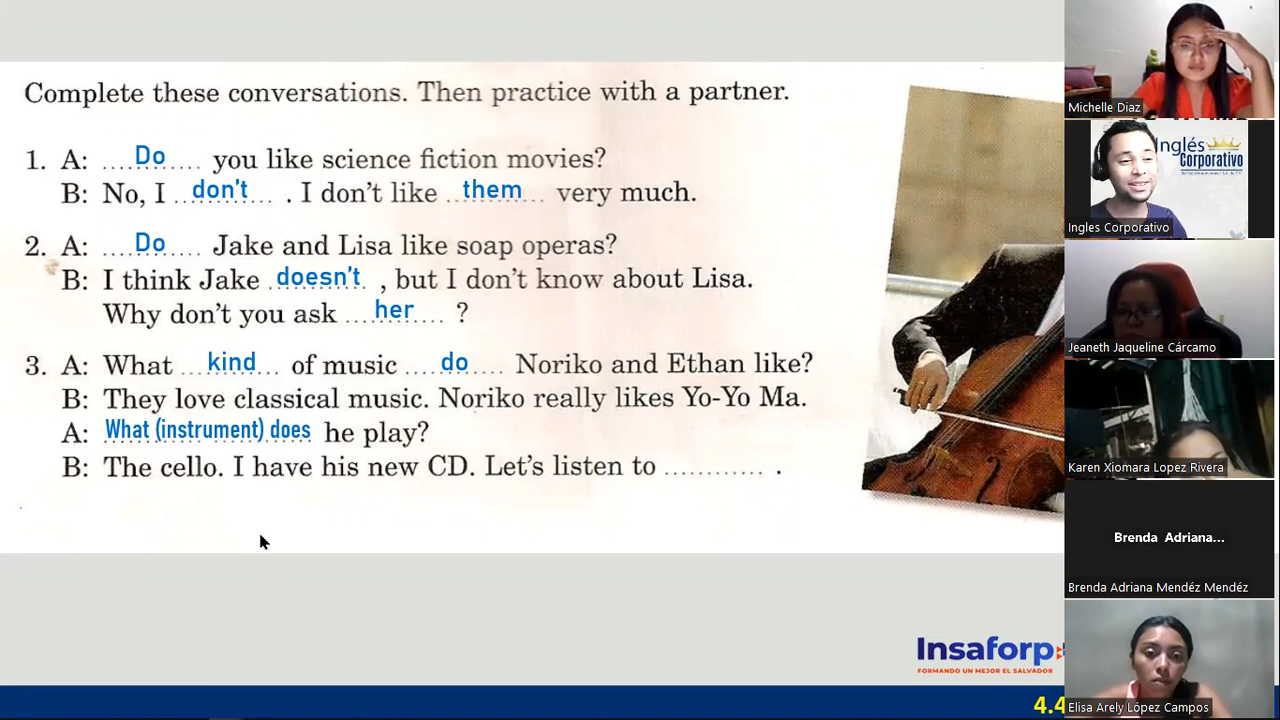 Complete these conversations. Then practice with a partner.
1. A: ....Do..... you like science fiction movies?
B: No, I ...don't.... . I don't like ...them.... very much.
2. A: ....Do..... Jake and Lisa like soap operas?
B: I think Jake ...doesn't... , but I don't know about Lisa.
Why don't you ask ....her..... ?
3. A: What ...kind.... of music ....do..... Noriko and Ethan like?
B: They love classical music. Noriko really likes Yo-Yo Ma.
A: What (instrument) does he play?
B: The cello. I have his new CD. Let's listen to ............ .
Insaforp
FORMANDO UN MEJOR EL SALVADOR
4.4
Michelle Diaz
Inglés
Corporativo
Ingles Corporativo
Jeaneth Jaqueline Cárcamo
Karen Xiomara Lopez Rivera
Brenda Adriana...
Brenda Adriana Mendéz Mendéz
Elisa Arely López Campos